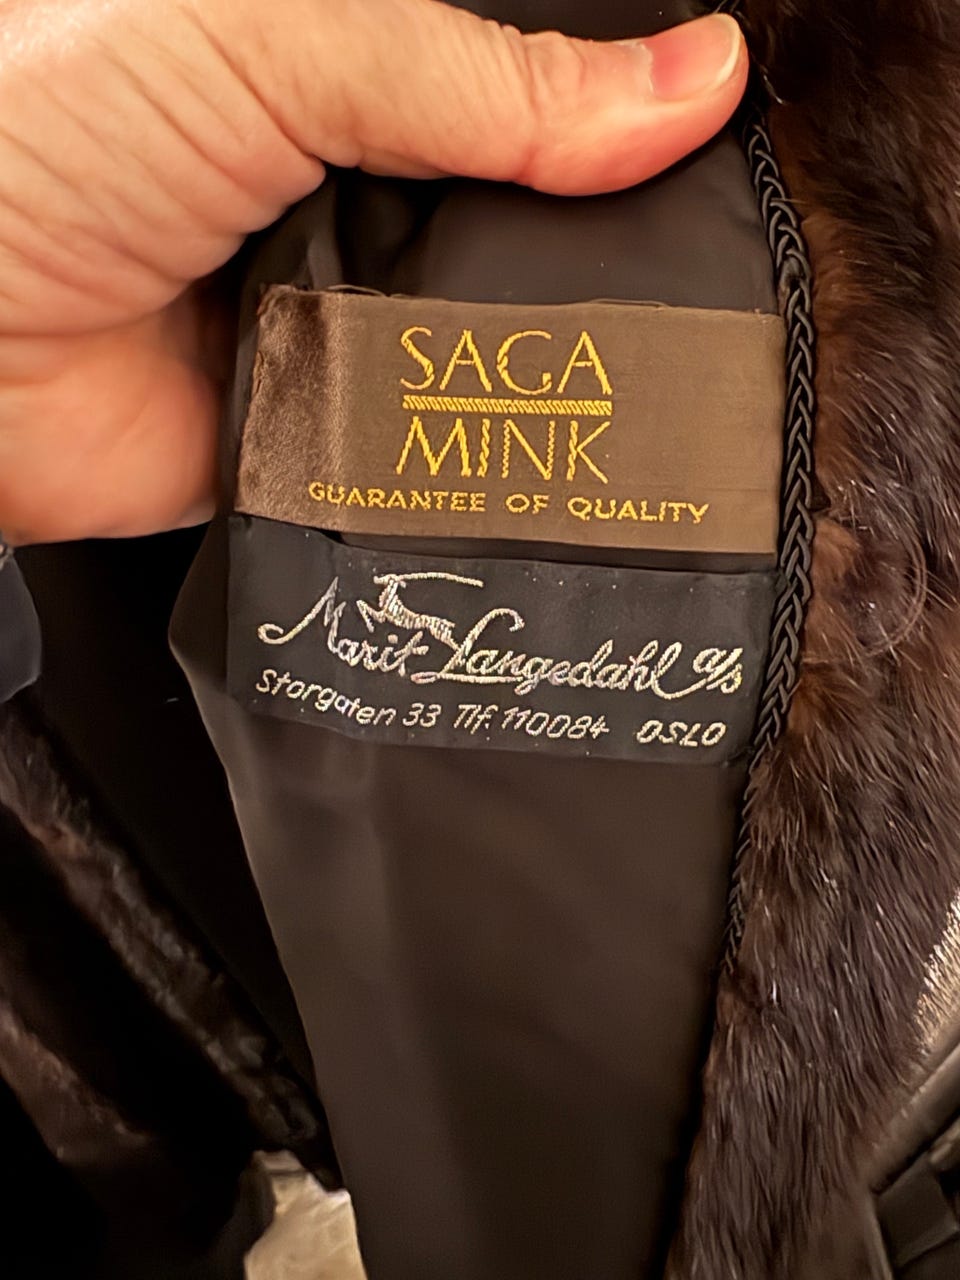 SAGA
MINK
GUARANTEE OF QUALITY
Marit Langedahl a/s
Storgaten 33 Tlf. 110084 OSLO